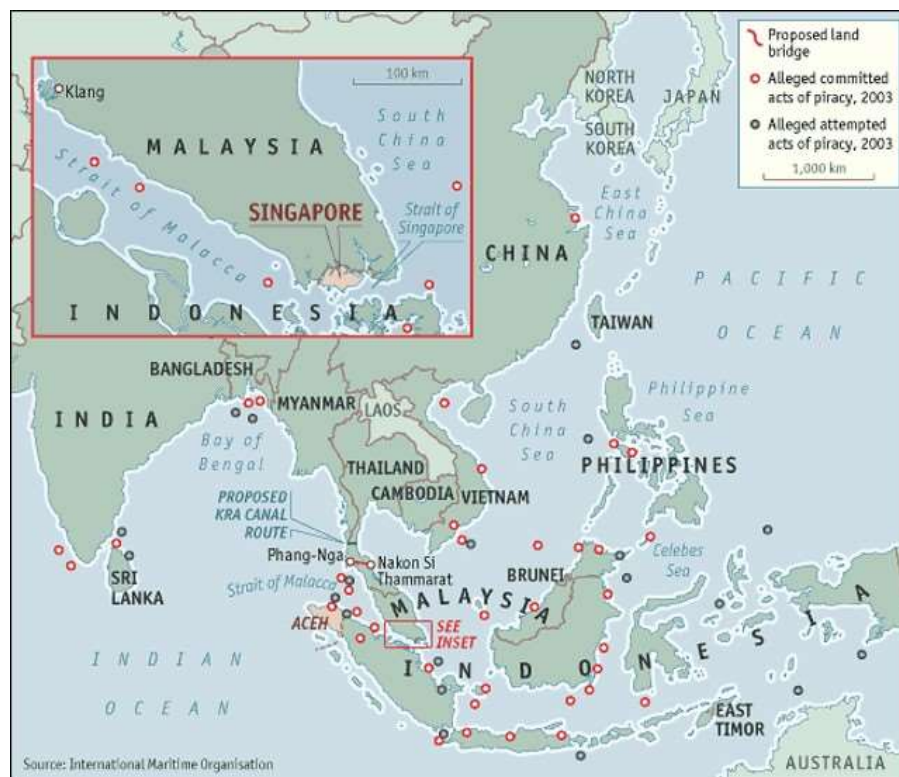 Proposed land
bridge
Alleged committed
acts of piracy, 2003
Alleged attempted
acts of piracy, 2003
1,000 km
100 km
Klang
MALAYSIA
South
China
Sea
Strait of Malacca
SINGAPORE
Strait of
Singapore
INDONESIA
NORTH
KOREA
SOUTH
KOREA
JAPAN
East
China
Sea
CHINA
PACIFIC
OCEAN
TAIWAN
BANGLADESH
INDIA
MYANMAR
LAOS
Bay of
Bengal
South
China
Sea
Philippine
Sea
THAILAND
CAMBODIA
VIETNAM
PHILIPPINES
PROPOSED
KRA CANAL
ROUTE
Phang-Nga
Nakon Si
Thammarat
SRI
LANKA
Strait of Malacca
BRUNEI
Celebes
Sea
MALAYSIA
ACEH
SEE
INSET
INDIAN
OCEAN
INDONESIA
EAST
TIMOR
AUSTRALIA
Source: International Maritime Organisation